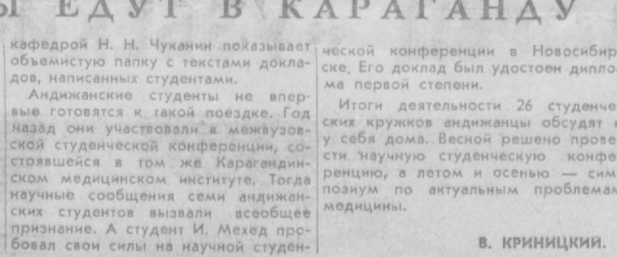 ЕДУТ В КАРАГАНДУ
кафедрой Н. Н. Чуканин показывает
объемистую папку с текстами докла-
дов, написанных студентами.
Андижанские студенты не впер-
вые готовятся к такой поездке. Год
назад они участвовали в межвузов-
ской студенческой конференции, со-
стоявшейся в том же Карагандин-
ском медицинском институте. Тогда
научные сообщения семи андижан-
ских студентов вызвали всеобщее
признание. А студент И. Мехед про-
бовал свои силы на научной студен-
ческой конференции в Новосибир-
ске. Его доклад был удостоен дипло-
ма первой степени.
Итоги деятельности 26 студенче-
ских кружков андижанцы обсудят и
у себя дома. Весной решено прове-
сти научную студенческую конфе-
ренцию, а летом и осенью — сим-
позиум по актуальным проблемам
медицины.
В. КРИНИЦКИЙ.